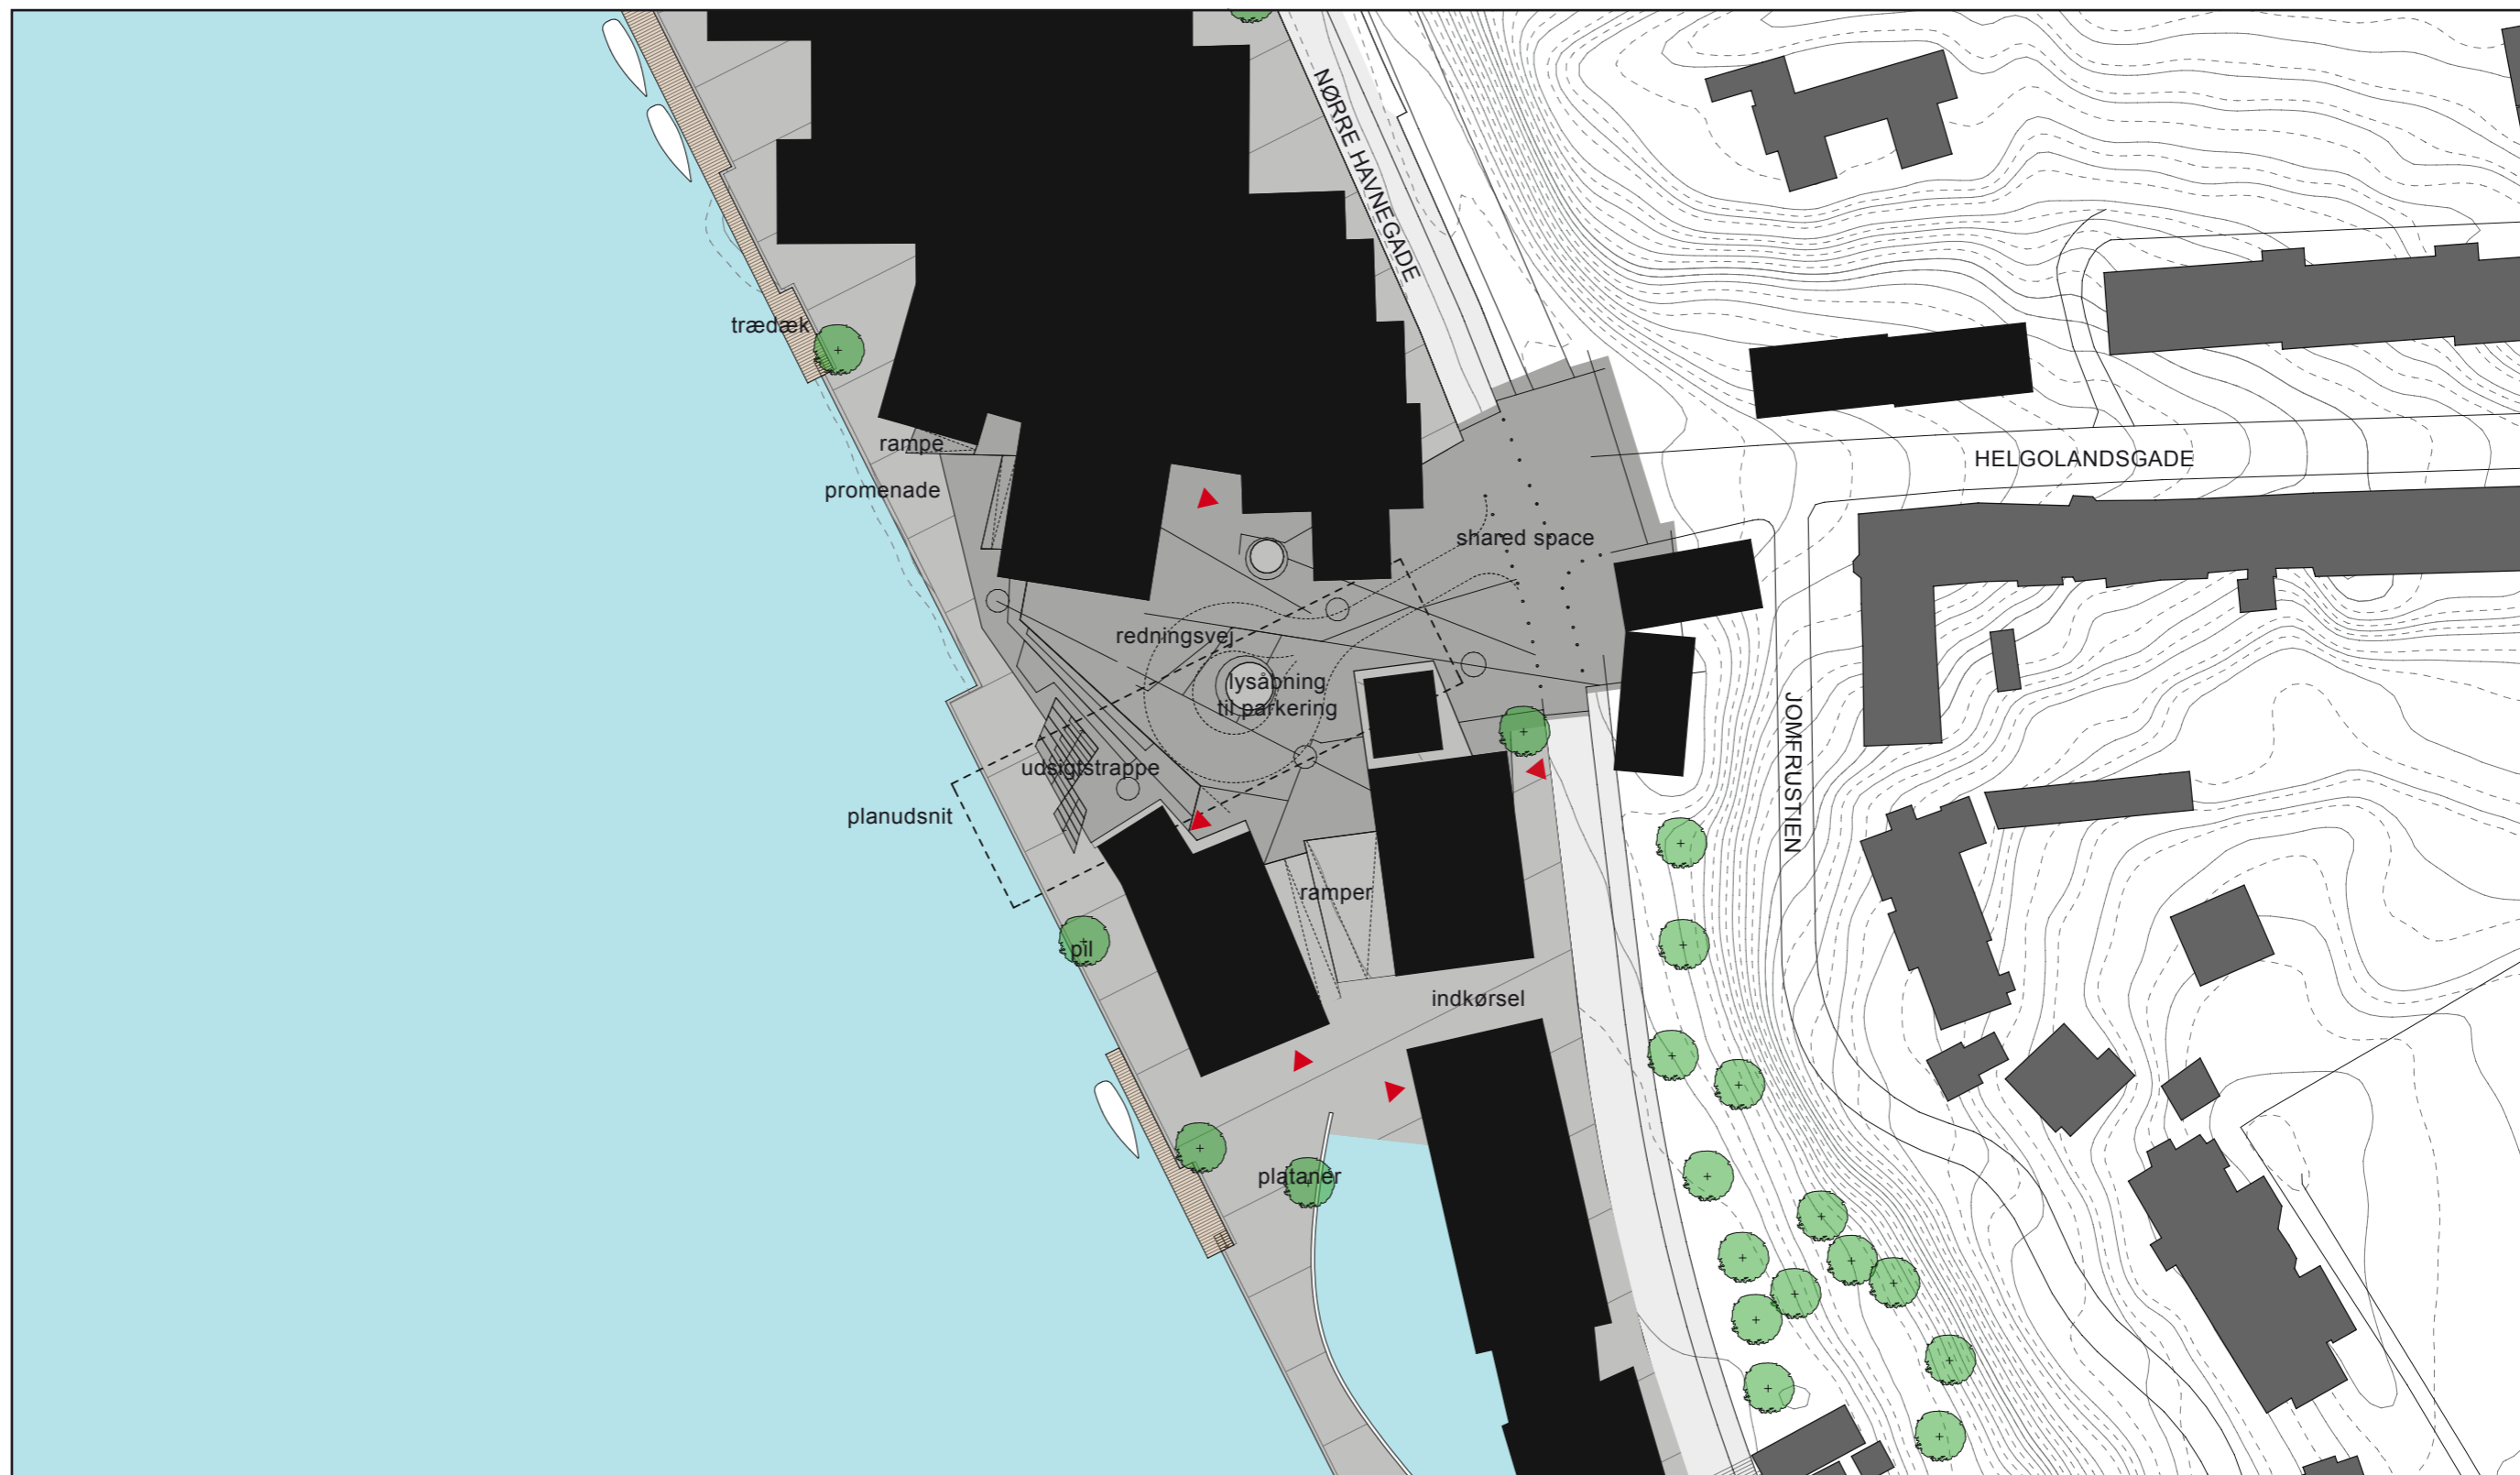 NØRRE HAVNEGADE
trædæk
rampe
promenade
HELGOLANDSGADE
shared space
redningsvej
lysåbning
til parkering
JOMFRUSTIEN
udsigtstrappe
planudsnit
ramper
pil
indkørsel
plataner